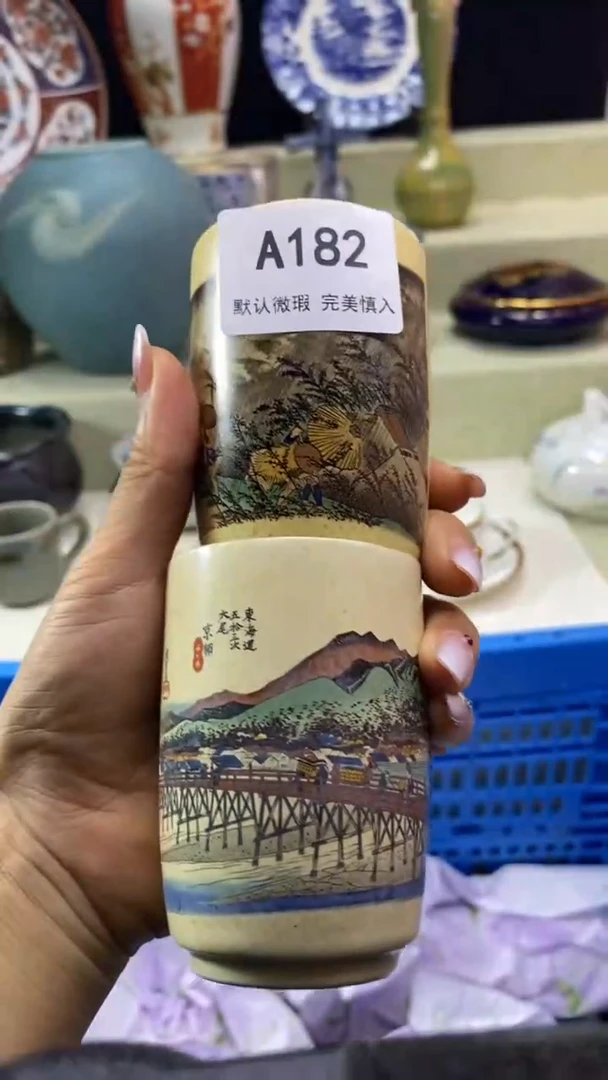 A182
默认微瑕 完美慎入
東海道
五拾三次
大尾
京師